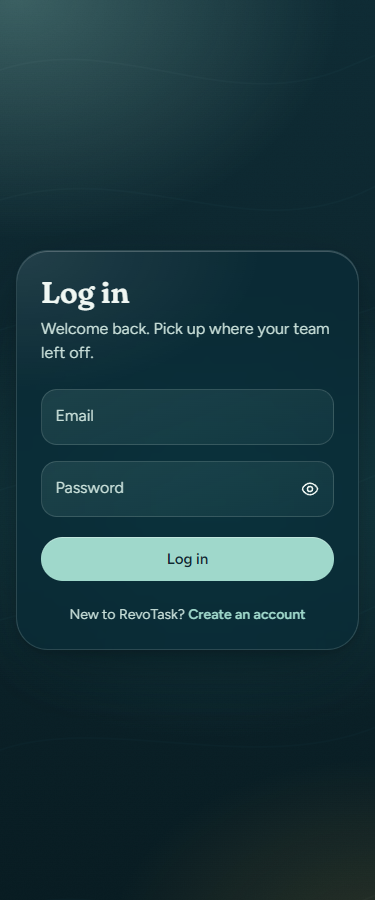 Log in
Welcome back. Pick up where your team
left off.
Email
Password
Log in
New to RevoTask? Create an account